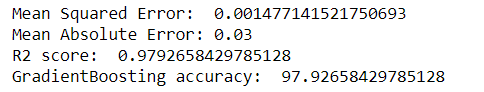 Mean Squared Error:  0.001477141521750693
Mean Absolute Error: 0.03
R2 score:  0.9792658429785128
GradientBoosting accuracy:  97.92658429785128